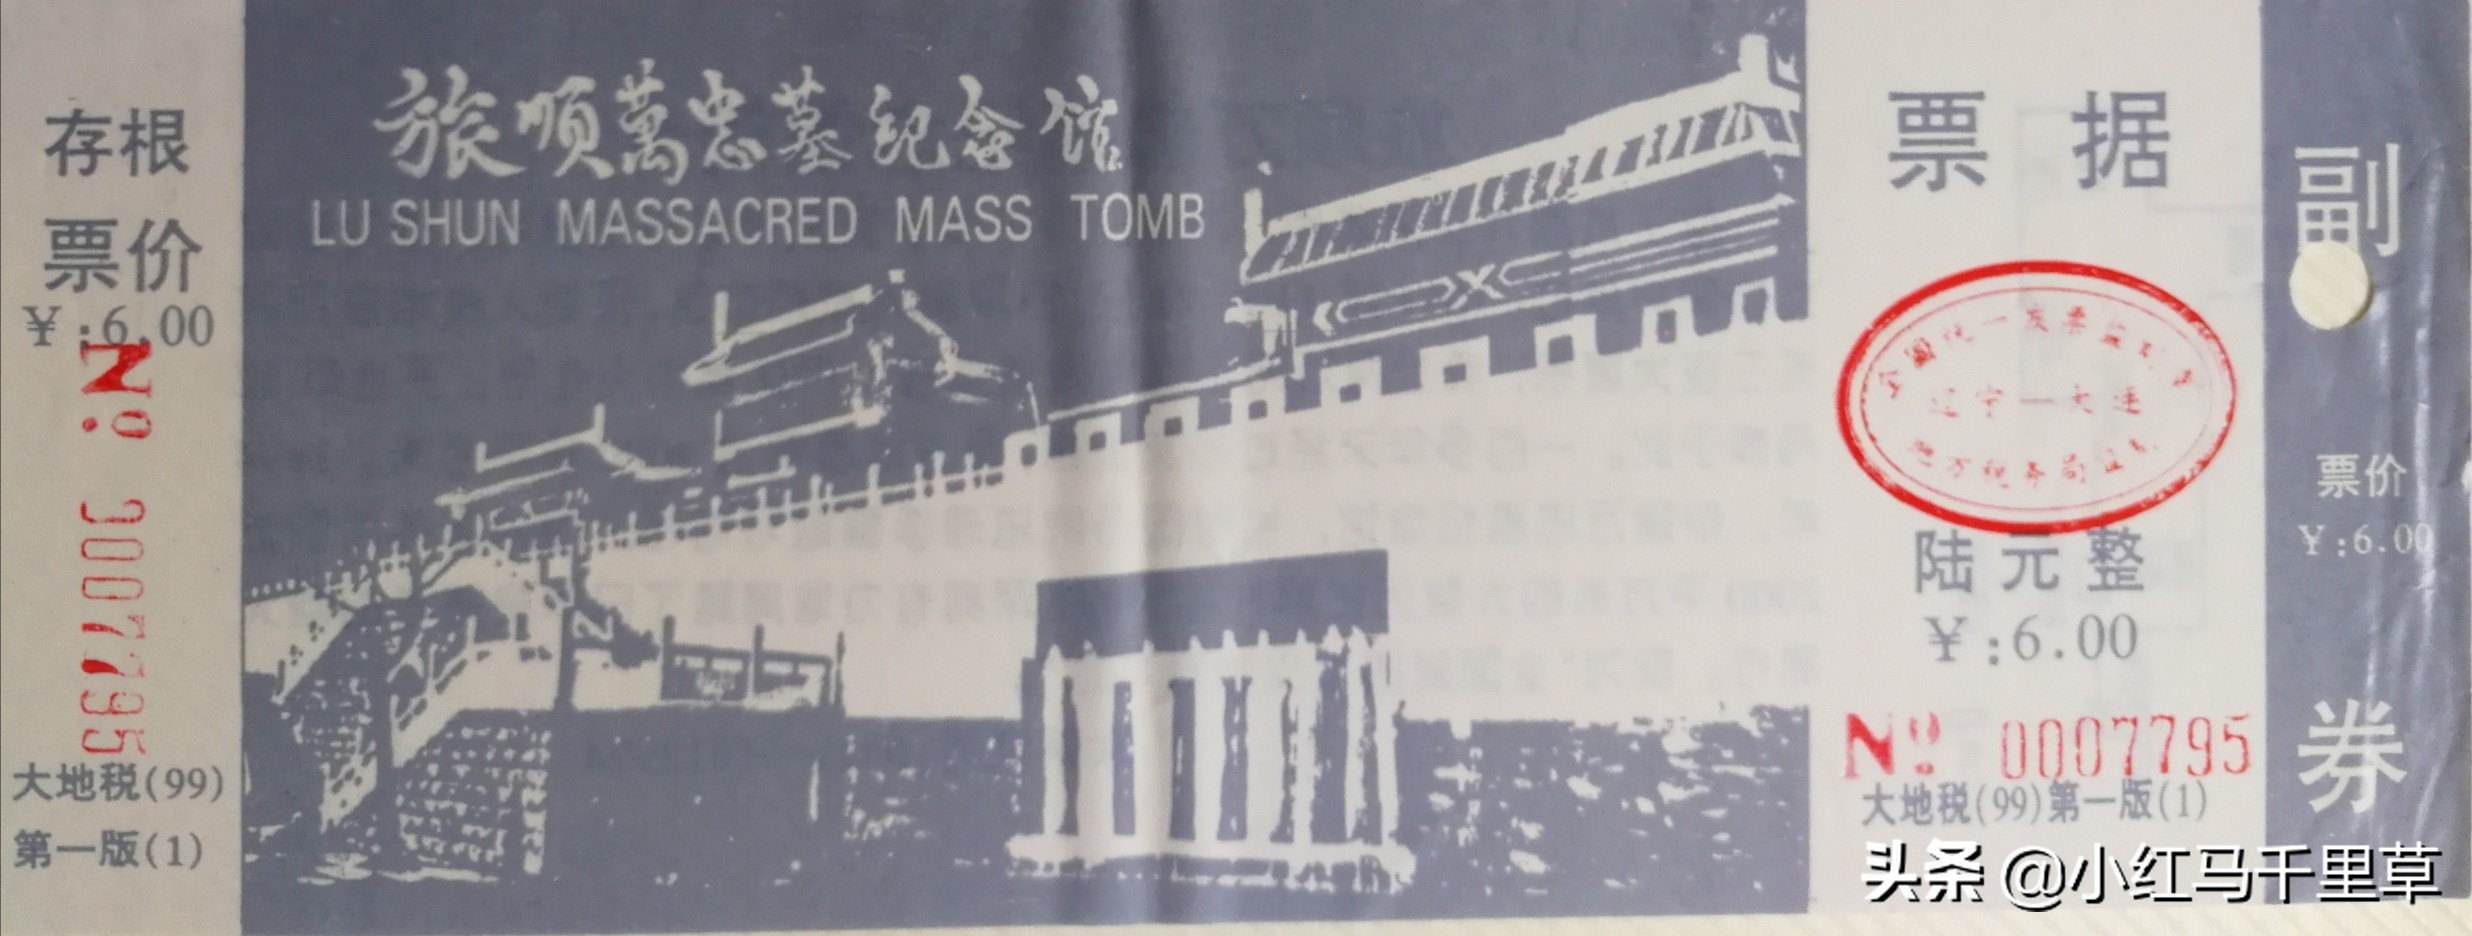 存根
票价
¥:6.00
No 0007795
大地税(99)
第一版(1)
旅順萬忠墓纪念馆
LU SHUN MASSACRED MASS TOMB
票据
辽宁一大连
陆元整
¥:6.00
No 0007795
大地税(99)第一版(1)
副
票价
¥:6.00
券
头条 @小红马千里草